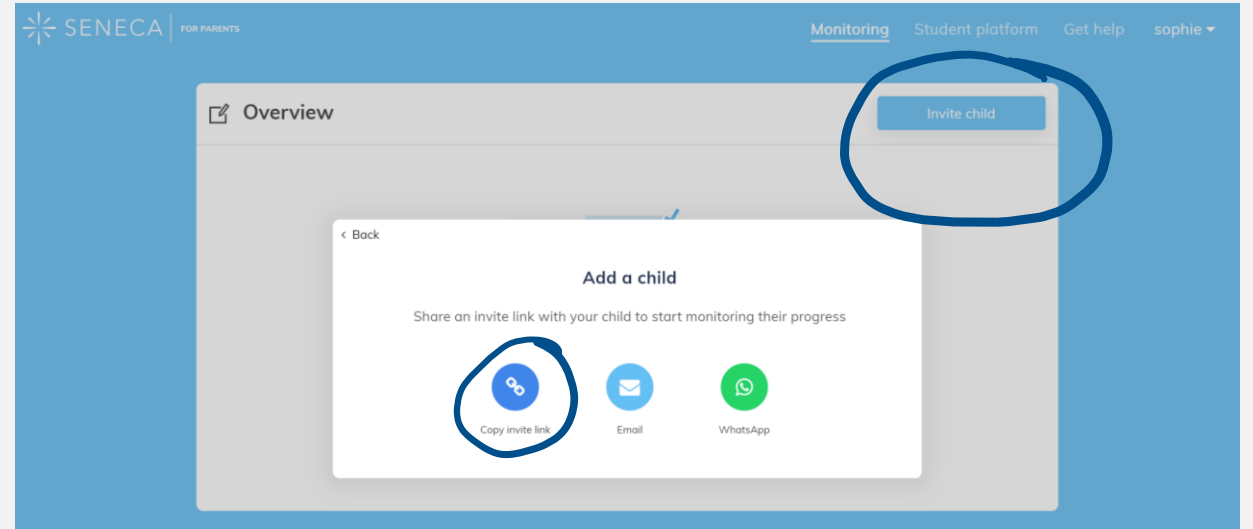 SENECA FOR PARENTS
Monitoring Student platform Get help sophie
Overview
Invite child
< Back
Add a child
Share an invite link with your child to start monitoring their progress
Copy invite link Email WhatsApp